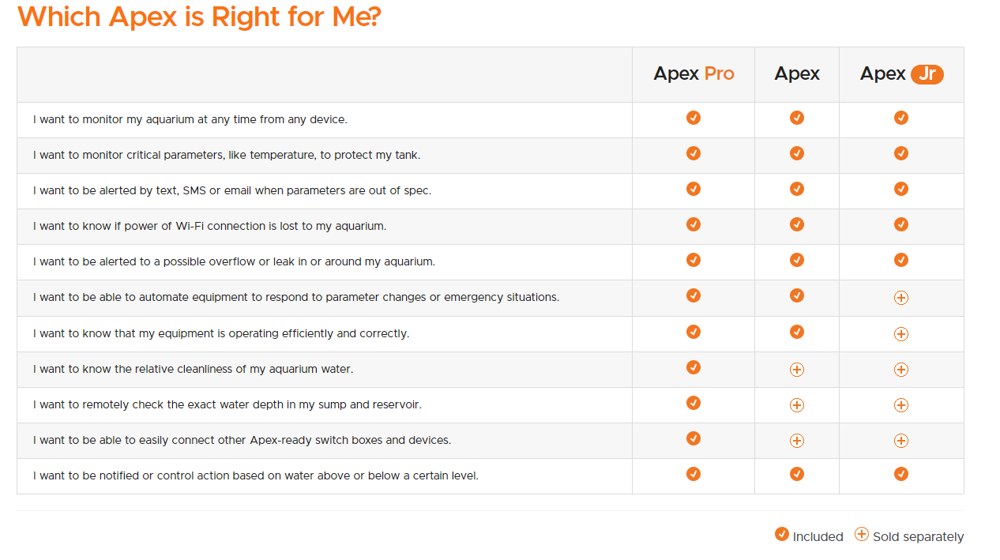 Which Apex is Right for Me?
Apex Pro Apex Apex Jr
I want to monitor my aquarium at any time from any device.
I want to monitor critical parameters, like temperature, to protect my tank.
I want to be alerted by text, SMS or email when parameters are out of spec.
I want to know if power of Wi-Fi connection is lost to my aquarium.
I want to be alerted to a possible overflow or leak in or around my aquarium.
I want to be able to automate equipment to respond to parameter changes or emergency situations.
I want to know that my equipment is operating efficiently and correctly.
I want to know the relative cleanliness of my aquarium water.
I want to remotely check the exact water depth in my sump and reservoir.
I want to be able to easily connect other Apex-ready switch boxes and devices.
I want to be notified or control action based on water above or below a certain level.
Included Sold separately